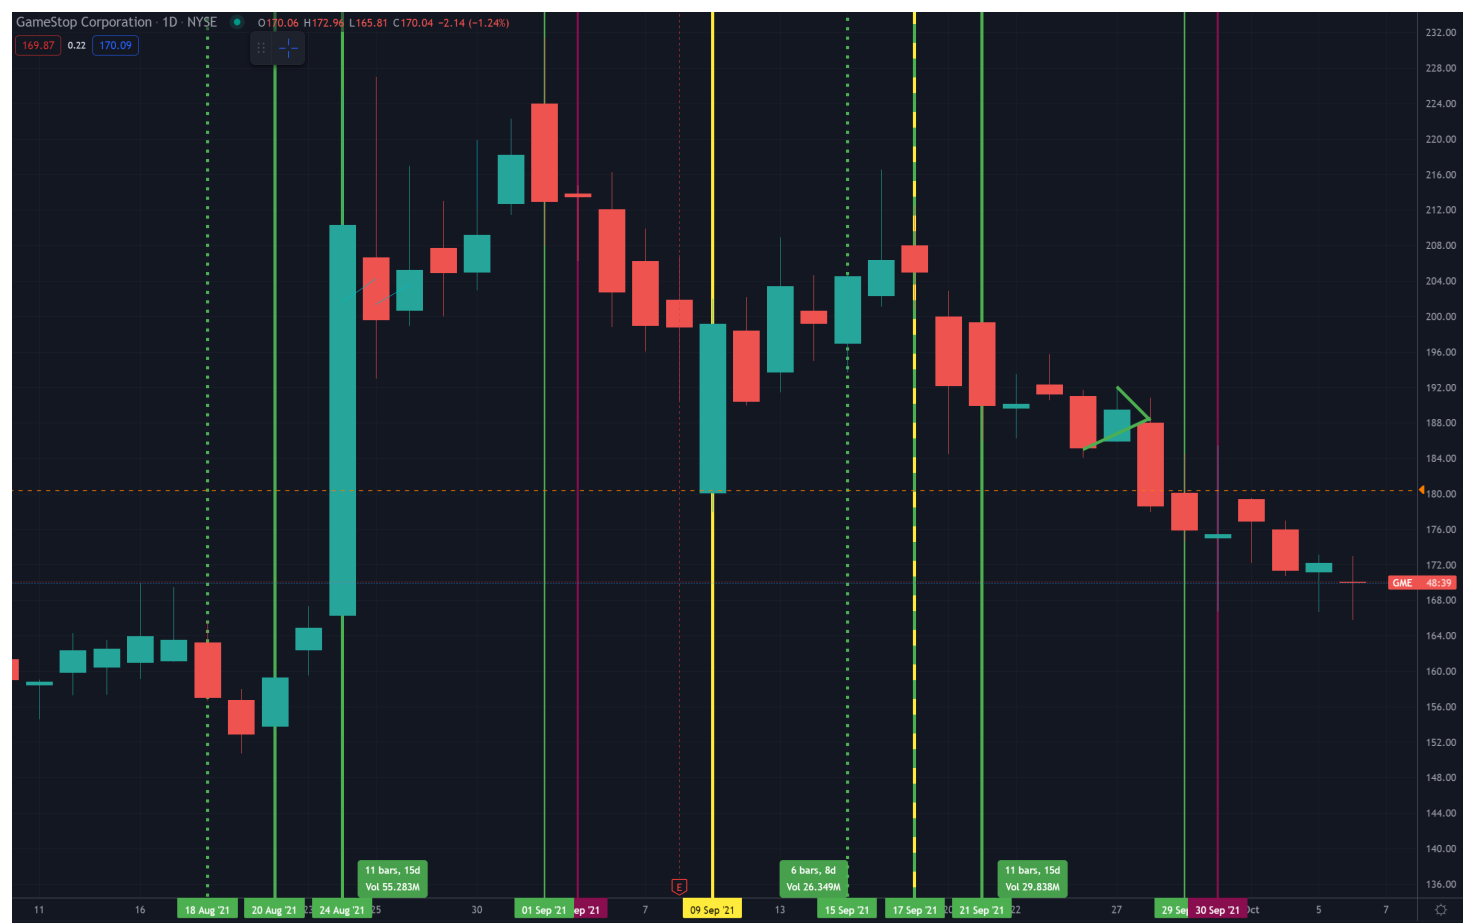 GameStop Corporation · 1D · NYSE O170.06 H172.96 L165.81 C170.04 −2.14 (−1.24%)
169.87 0.22 170.09
232.00
228.00
224.00
220.00
216.00
212.00
208.00
204.00
200.00
196.00
192.00
188.00
184.00
180.00
176.00
172.00
GME 48:39
168.00
164.00
160.00
156.00
152.00
148.00
144.00
140.00
136.00
11 bars, 15d
Vol 55.283M
E
6 bars, 8d
Vol 26.349M
11 bars, 15d
Vol 29.838M
11 16 18 Aug '21 20 Aug '21 24 Aug '21 25 30 01 Sep '21 ep '21 7 09 Sep '21 13 15 Sep '21 17 Sep '21 21 Sep '21 22 27 29 Se 30 Sep '21 5 7